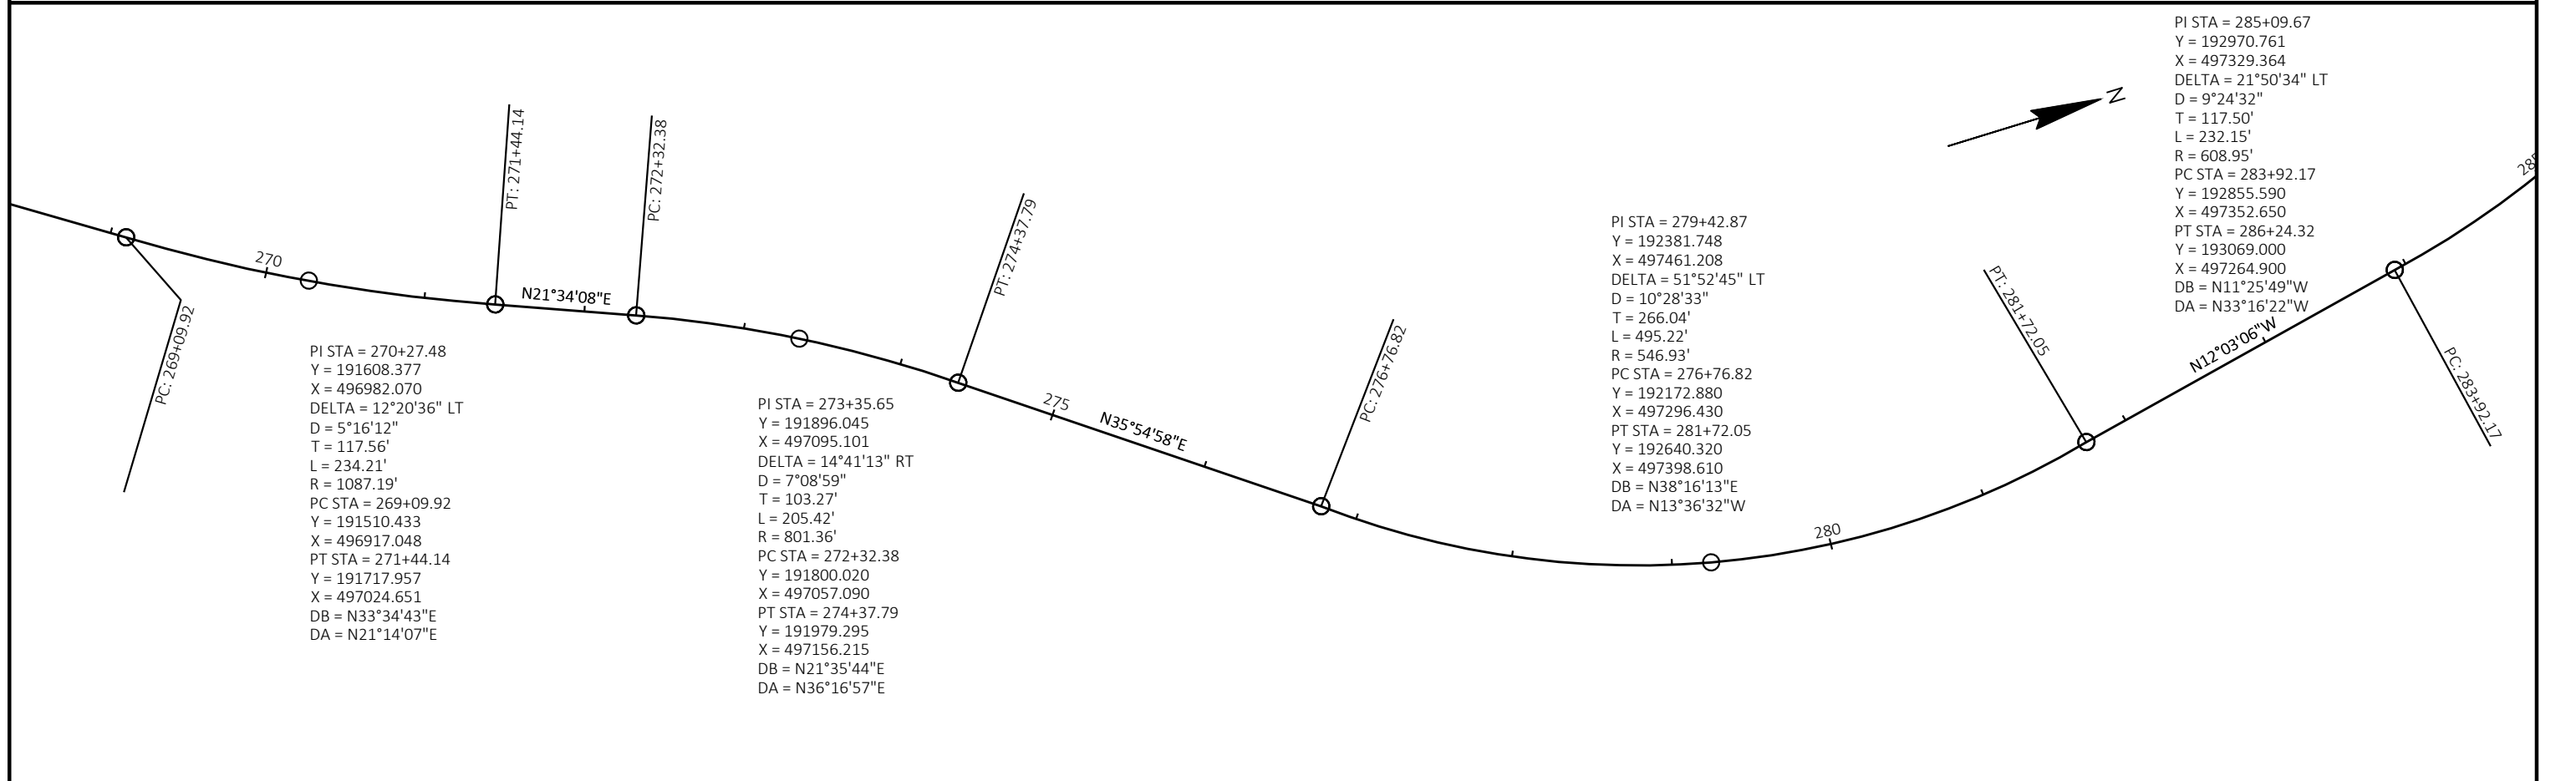 270
PC: 269+09.92
PT: 271+44.14
N21°34'08"E
PC: 272+32.38
PT: 274+37.79
275
N35°54'58"E
PC: 276+76.82
280
PT: 281+72.05
N12°03'06"W
PC: 283+92.17
N
PI STA = 270+27.48
Y = 191608.377
X = 496982.070
DELTA = 12°20'36" LT
D = 5°16'12"
T = 117.56'
L = 234.21'
R = 1087.19'
PC STA = 269+09.92
Y = 191510.433
X = 496917.048
PT STA = 271+44.14
Y = 191717.957
X = 497024.651
DB = N33°34'43"E
DA = N21°14'07"E
PI STA = 273+35.65
Y = 191896.045
X = 497095.101
DELTA = 14°41'13" RT
D = 7°08'59"
T = 103.27'
L = 205.42'
R = 801.36'
PC STA = 272+32.38
Y = 191800.020
X = 497057.090
PT STA = 274+37.79
Y = 191979.295
X = 497156.215
DB = N21°35'44"E
DA = N36°16'57"E
PI STA = 279+42.87
Y = 192381.748
X = 497461.208
DELTA = 51°52'45" LT
D = 10°28'33"
T = 266.04'
L = 495.22'
R = 546.93'
PC STA = 276+76.82
Y = 192172.880
X = 497296.430
PT STA = 281+72.05
Y = 192640.320
X = 497398.610
DB = N38°16'13"E
DA = N13°36'32"W
PI STA = 285+09.67
Y = 192970.761
X = 497329.364
DELTA = 21°50'34" LT
D = 9°24'32"
T = 117.50'
L = 232.15'
R = 608.95'
PC STA = 283+92.17
Y = 192855.590
X = 497352.650
PT STA = 286+24.32
Y = 193069.000
X = 497264.900
DB = N11°25'49"W
DA = N33°16'22"W